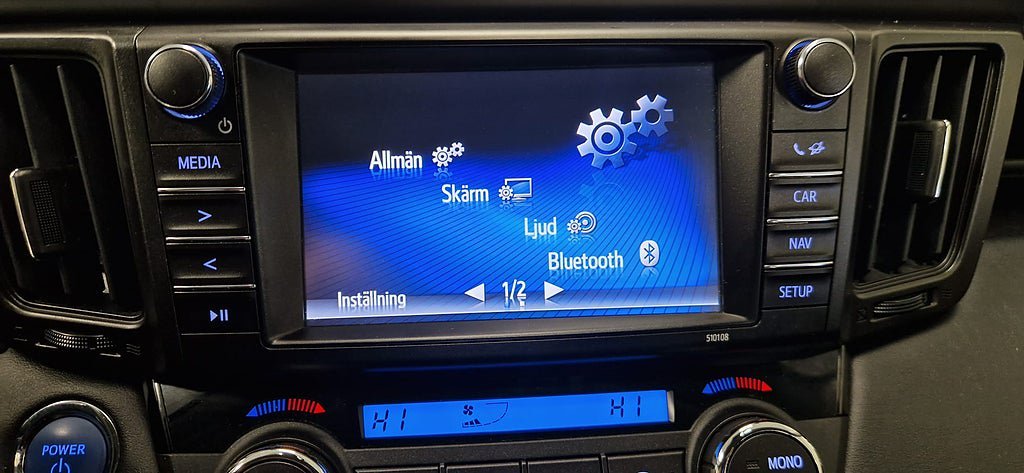 MEDIA
>
<
Allmän
Skärm
Ljud
Bluetooth
Inställning
1/2
CAR
NAV
SETUP
510108
HI
HI
POWER
MONO